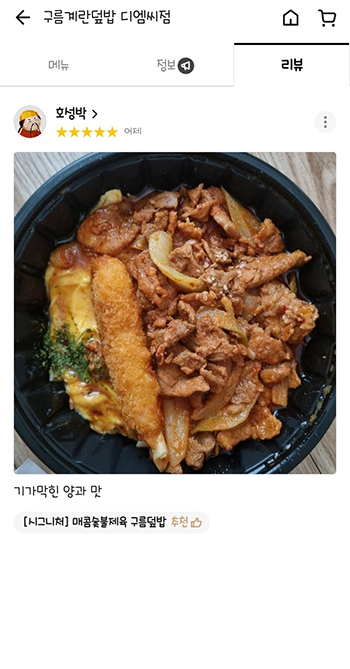 구름계란덮밥 디엠씨점
메뉴
정보
리뷰
호넝박
어제
기가막힌 양과 맛
[시그니처] 매콤숯불제육 구름덮밥 추천